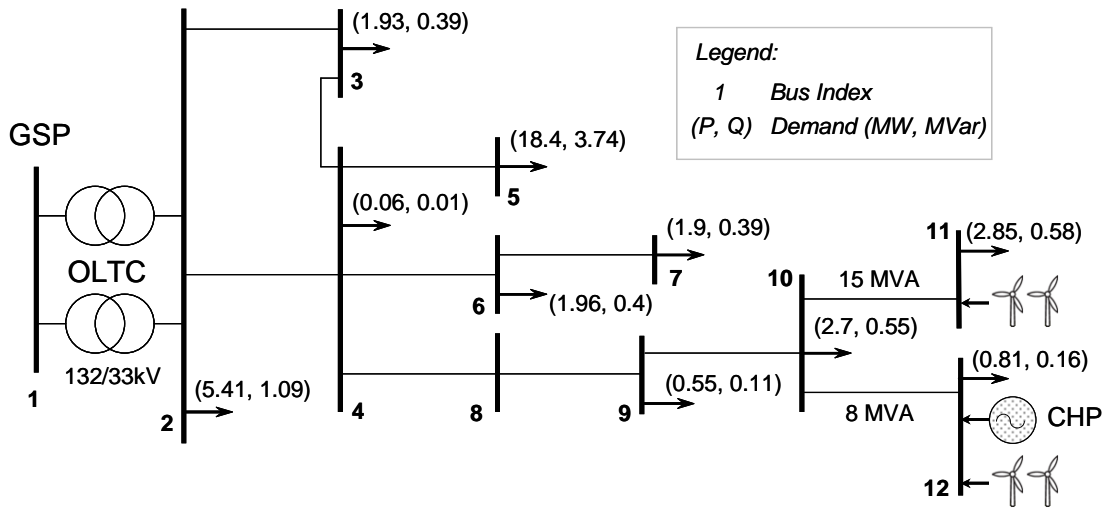 (1.93, 0.39)
3
Legend:
1 Bus Index
(P, Q) Demand (MW, MVar)
GSP
(18.4, 3.74)
5
(0.06, 0.01)
OLTC
132/33kV
1
(5.41, 1.09)
2
4
(1.9, 0.39)
7
6
(1.96, 0.4)
8
(0.55, 0.11)
9
10
15 MVA
11
(2.85, 0.58)
(2.7, 0.55)
8 MVA
(0.81, 0.16)
CHP
12